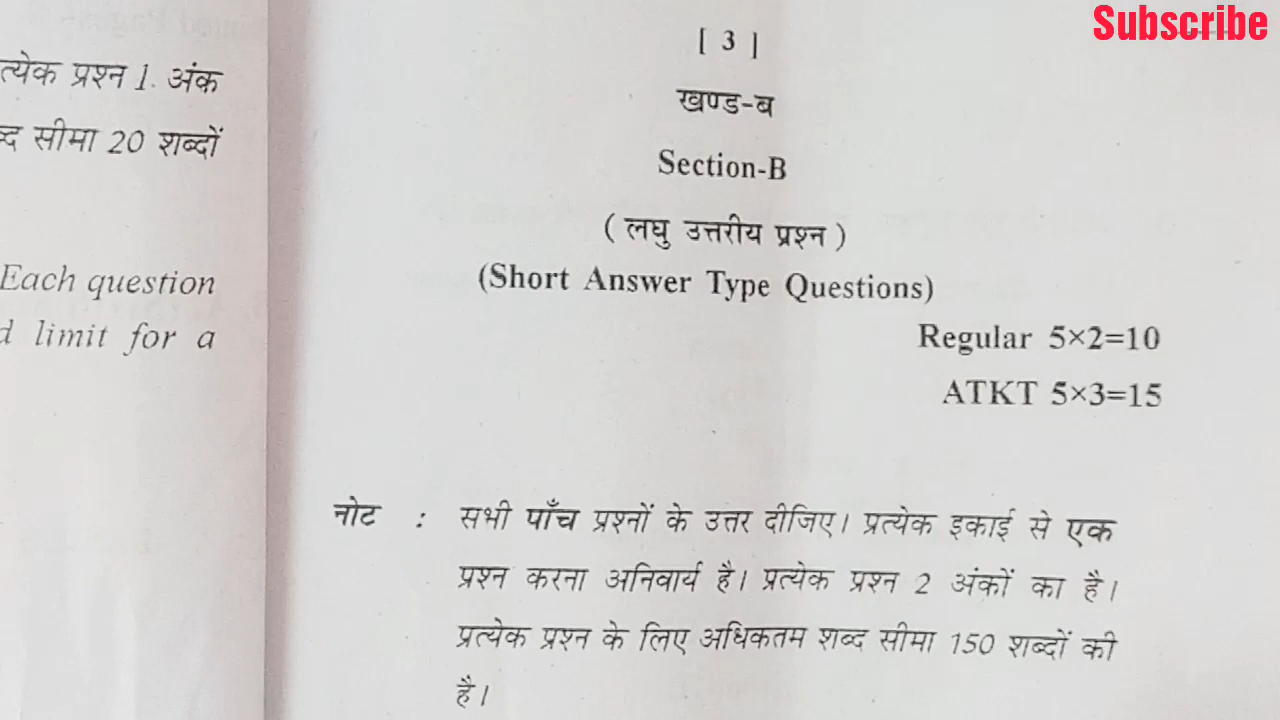 Subscribe
प्रश्न 1. अंक
सीमा 20 शब्दों
Each question
limit for a
[ 3 ]
खण्ड-ब
Section-B
( लघु उत्तरीय प्रश्न )
(Short Answer Type Questions)
Regular 5×2=10
ATKT 5×3=15
नोट : सभी पाँच प्रश्नों के उत्तर दीजिए। प्रत्येक इकाई से एक
प्रश्न करना अनिवार्य है। प्रत्येक प्रश्न 2 अंकों का है।
प्रत्येक प्रश्न के लिए अधिकतम शब्द सीमा 150 शब्दों की
है।